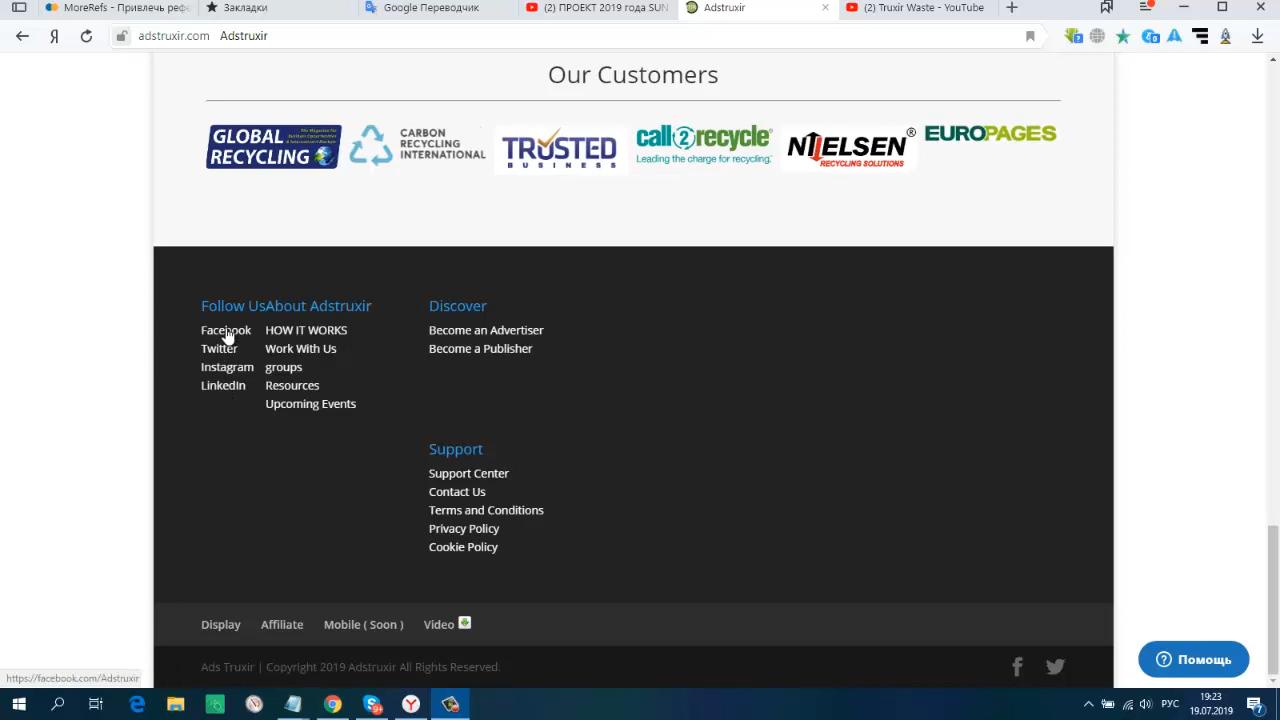 MoreRefs - Привлечь реф
Закладки
Google Переводчик
(2) ПРОЕКТ 2019 года SUN
Adstruxir
(2) Truxir Waste - YouTube
adstruxir.com Adstruxir
Our Customers
GLOBAL RECYCLING
CARBON RECYCLING INTERNATIONAL
TRUSTED BUSINESS
call2recycle®
Leading the charge for recycling.®
NIELSEN®
RECYCLING SOLUTIONS
EUROPAGES
Follow Us
Facebook
Twitter
Instagram
LinkedIn
About Adstruxir
HOW IT WORKS
Work With Us
groups
Resources
Upcoming Events
Discover
Become an Advertiser
Become a Publisher
Support
Support Center
Contact Us
Terms and Conditions
Privacy Policy
Cookie Policy
Display Affiliate Mobile ( Soon ) Video
Ads Truxir | Copyright 2019 Adstruxir All Rights Reserved.
Помощь
https://facebook.com/Adstruxir
РУС
19:23
19.07.2019